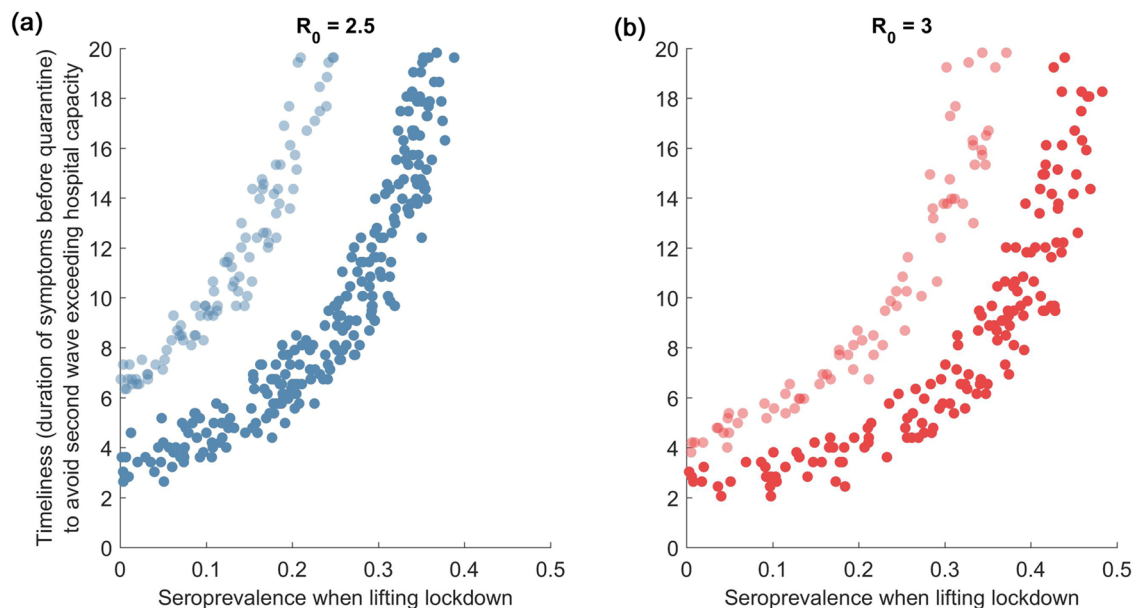 (a)
R0 = 2.5
Timeliness (duration of symptoms before quarantine)
to avoid second wave exceeding hospital capacity
20
18
16
14
12
10
8
6
4
2
0
0 0.1 0.2 0.3 0.4 0.5
Seroprevalence when lifting lockdown
(b)
R0 = 3
20
18
16
14
12
10
8
6
4
2
0
0 0.1 0.2 0.3 0.4 0.5
Seroprevalence when lifting lockdown